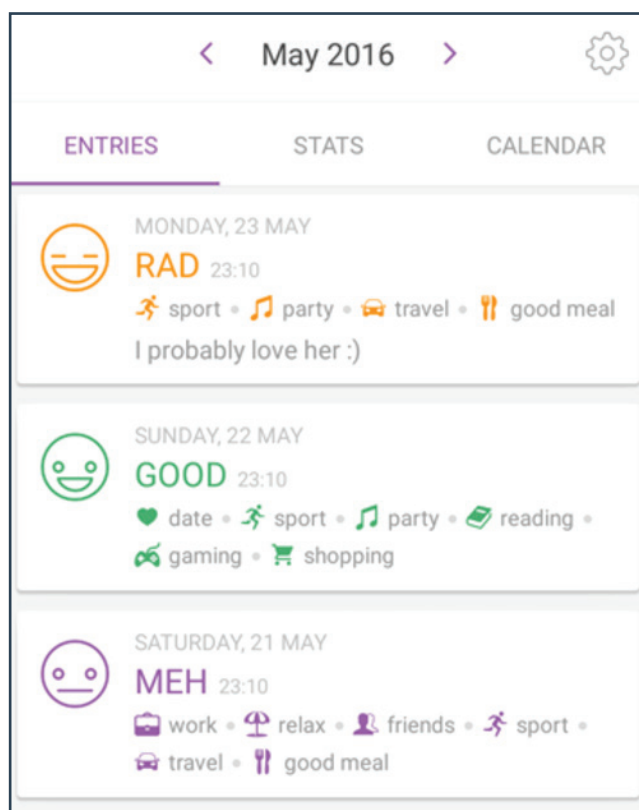 May 2016
ENTRIES STATS CALENDAR
MONDAY, 23 MAY
RAD 23:10
sport • party • travel • good meal
I probably love her :)
SUNDAY, 22 MAY
GOOD 23:10
date • sport • party • reading •
gaming • shopping
SATURDAY, 21 MAY
MEH 23:10
work • relax • friends • sport •
travel • good meal